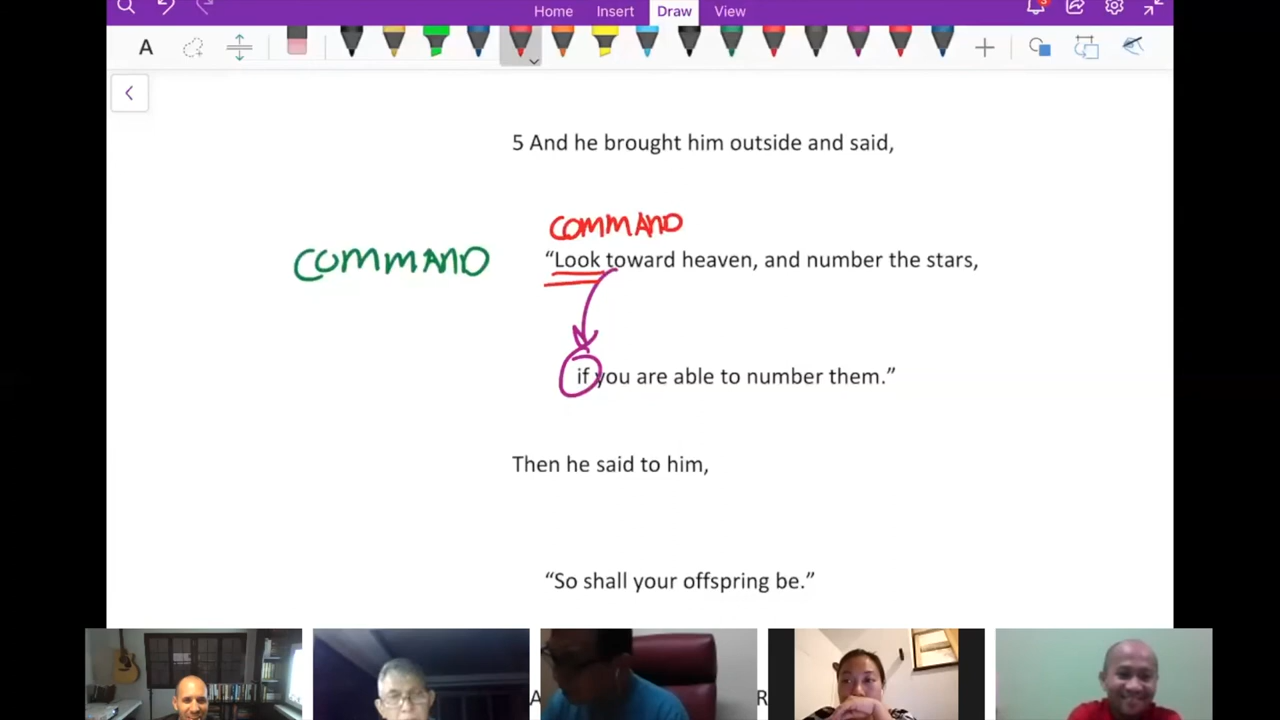 Home Insert Draw View
A
5 And he brought him outside and said,
COMMAND
COMMAND “Look toward heaven, and number the stars,
if you are able to number them.”
Then he said to him,
“So shall your offspring be.”